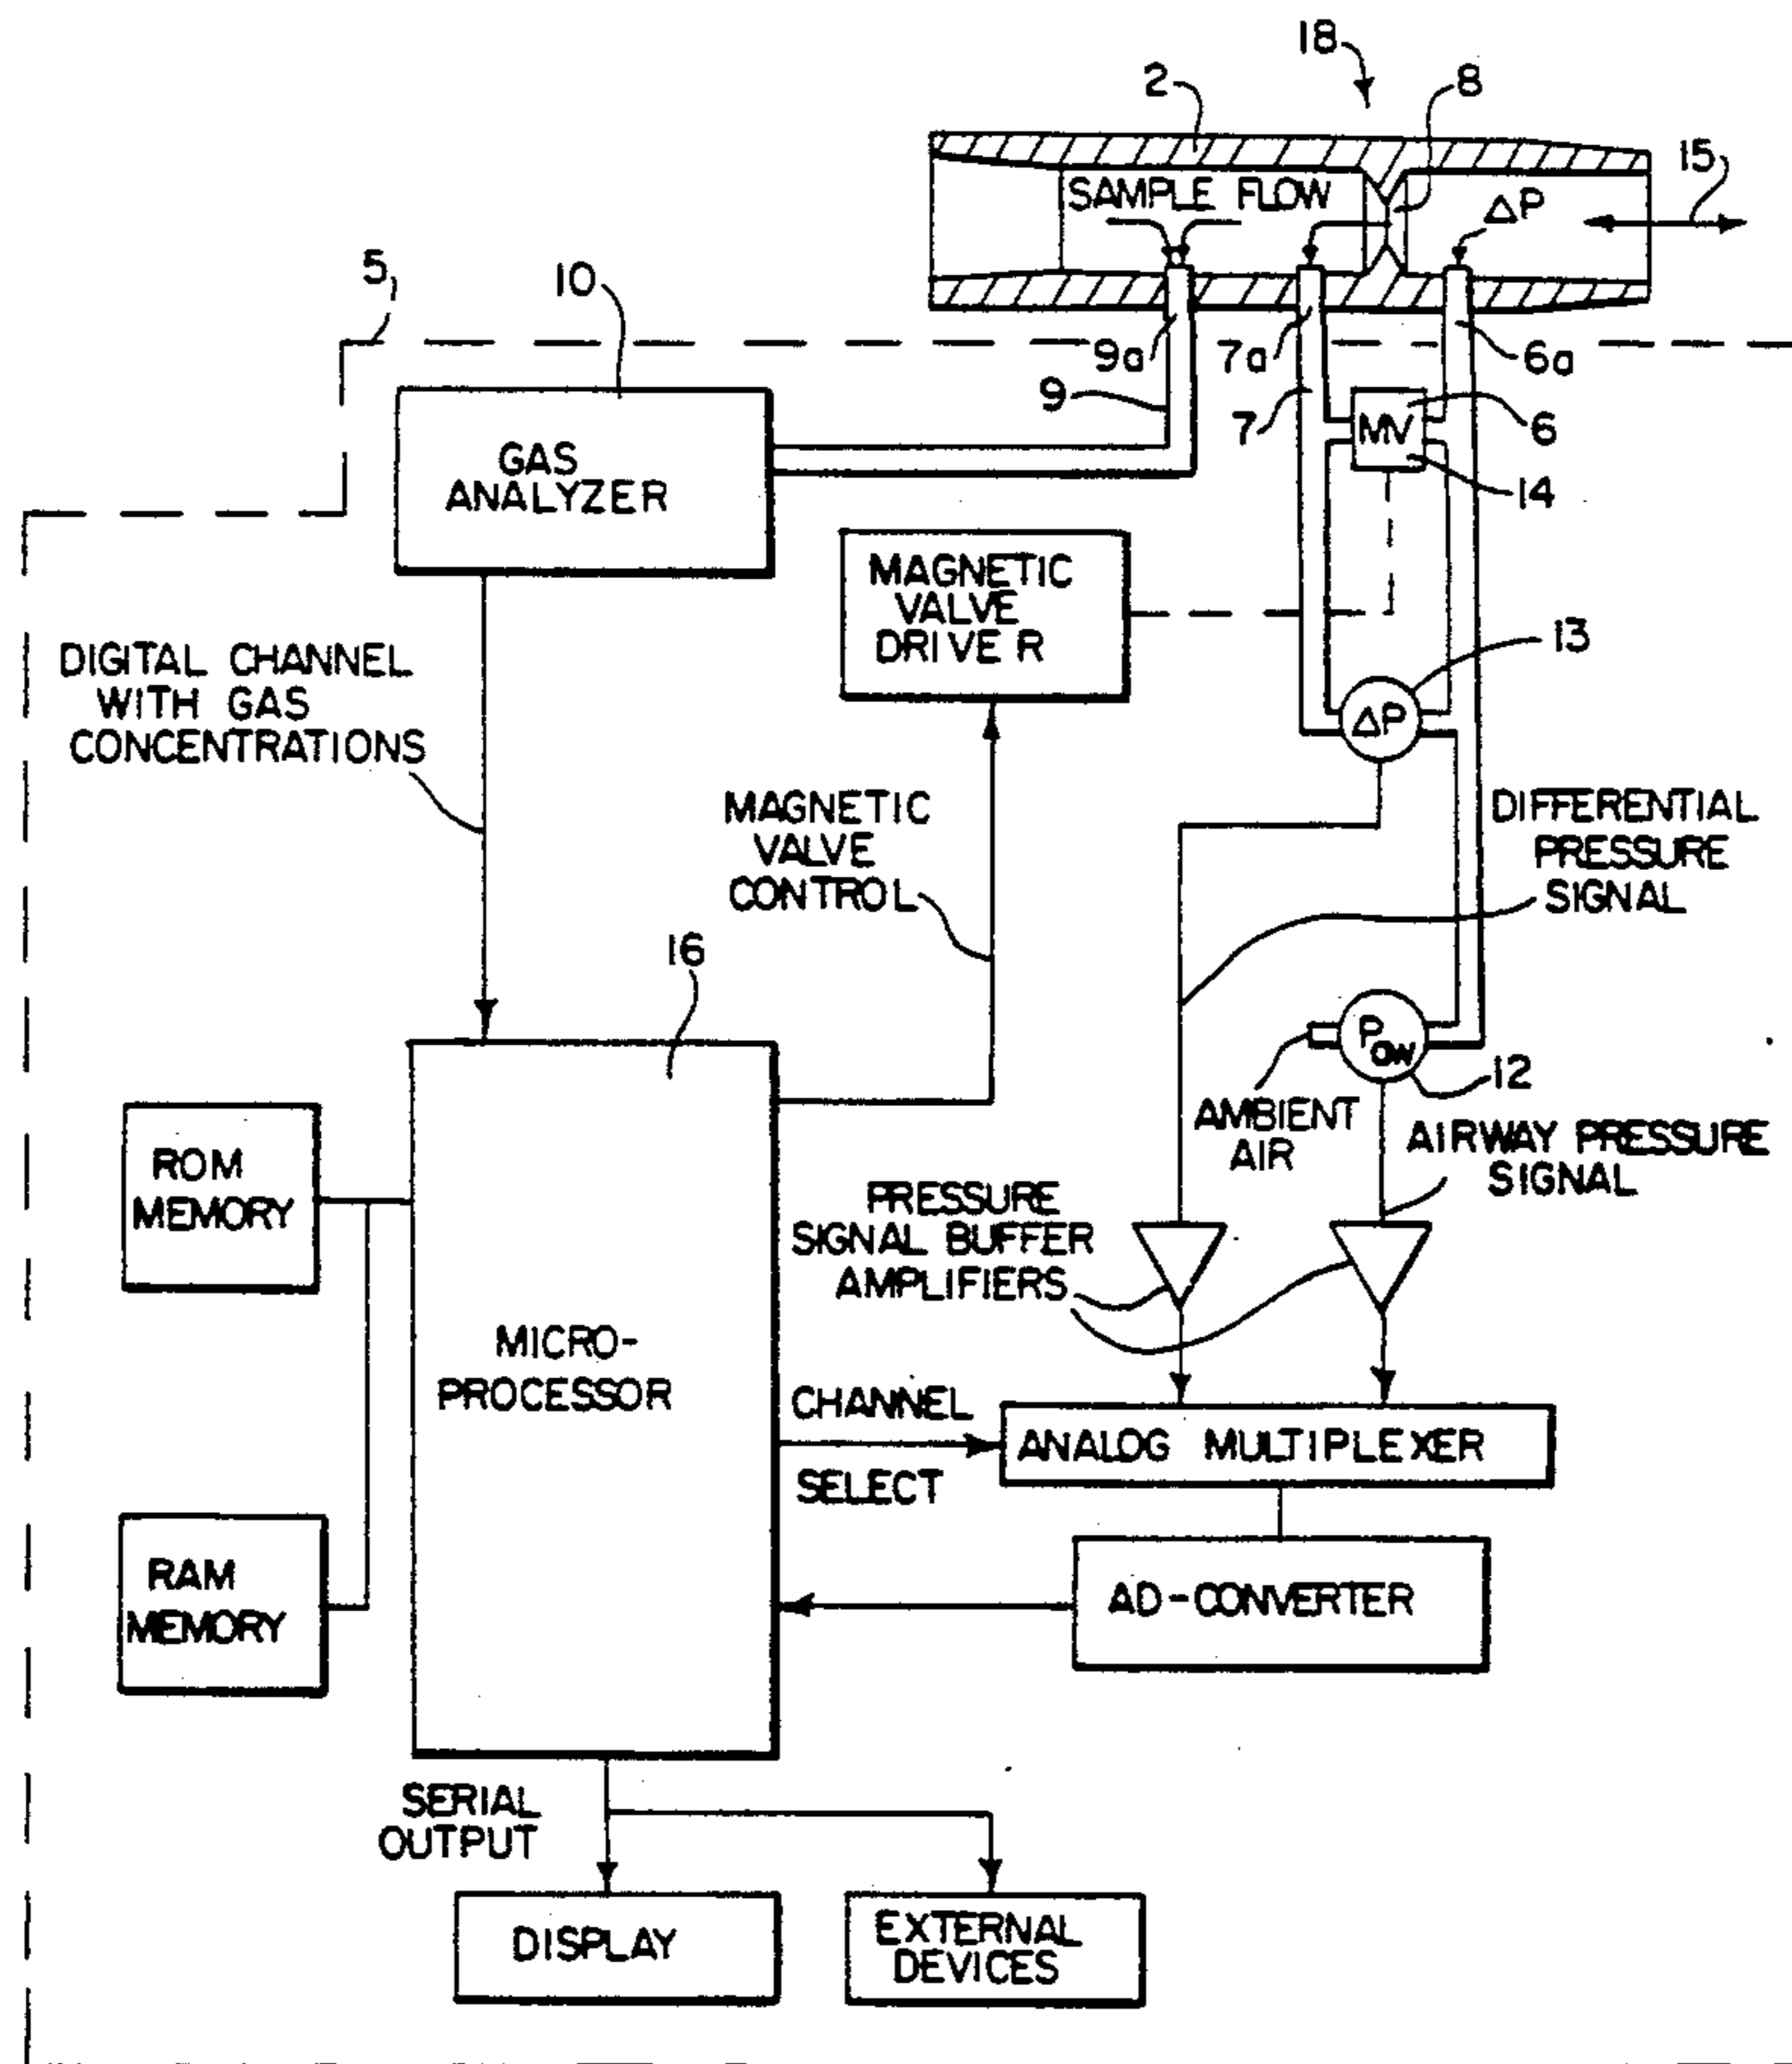 18
2
8
15
SAMPLE FLOW
ΔP
5
10
9a
7a
6a
9
7
MV
6
14
GAS
ANALYZER
MAGNETIC
VALVE
DRIVER
13
ΔP
DIGITAL CHANNEL
WITH GAS
CONCENTRATIONS
MAGNETIC
VALVE
CONTROL
DIFFERENTIAL
PRESSURE
SIGNAL
16
Pow
12
AMBIENT
AIR
AIRWAY PRESSURE
SIGNAL
ROM
MEMORY
PRESSURE
SIGNAL BUFFER
AMPLIFIERS
MICRO-
PROCESSOR
CHANNEL
SELECT
ANALOG MULTIPLEXER
RAM
MEMORY
AD-CONVERTER
SERIAL
OUTPUT
DISPLAY
EXTERNAL
DEVICES